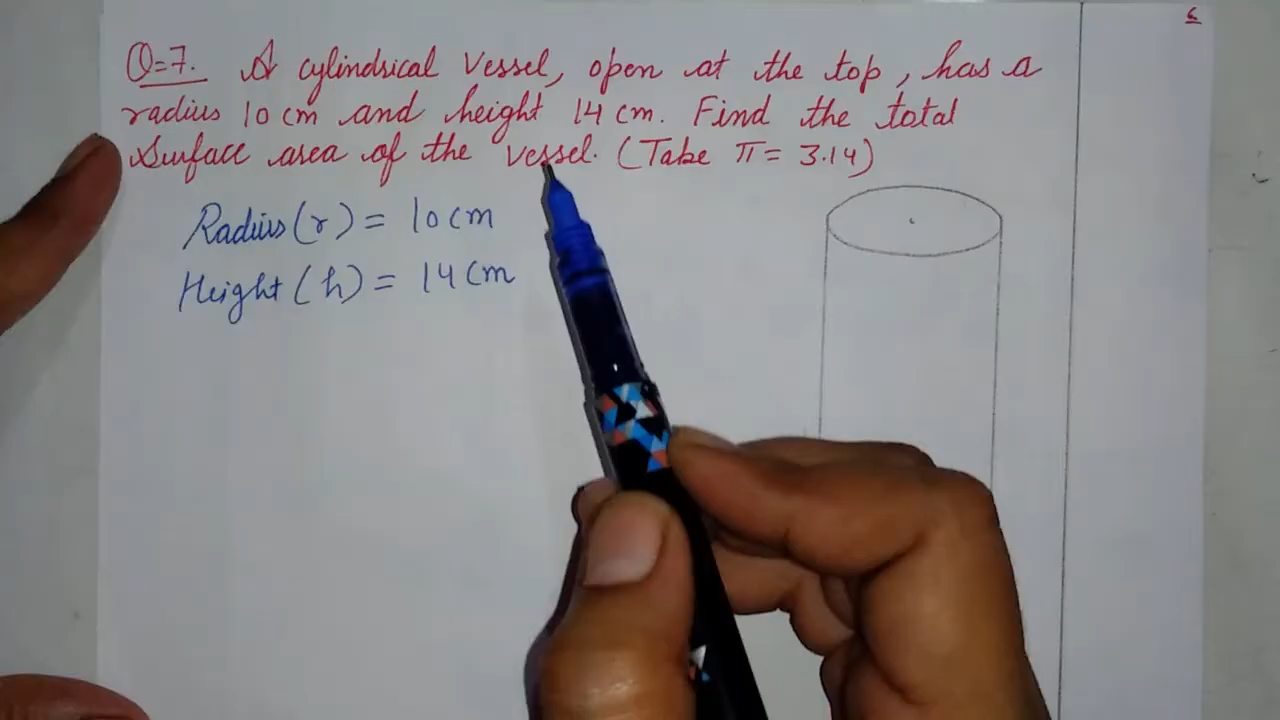 6
Q=7. A cylindrical vessel, open at the top, has a
radius 10 cm and height 14 cm. Find the total
Surface area of the vessel. (Take π = 3.14)
Radius (r) = 10 cm
Height (h) = 14 cm